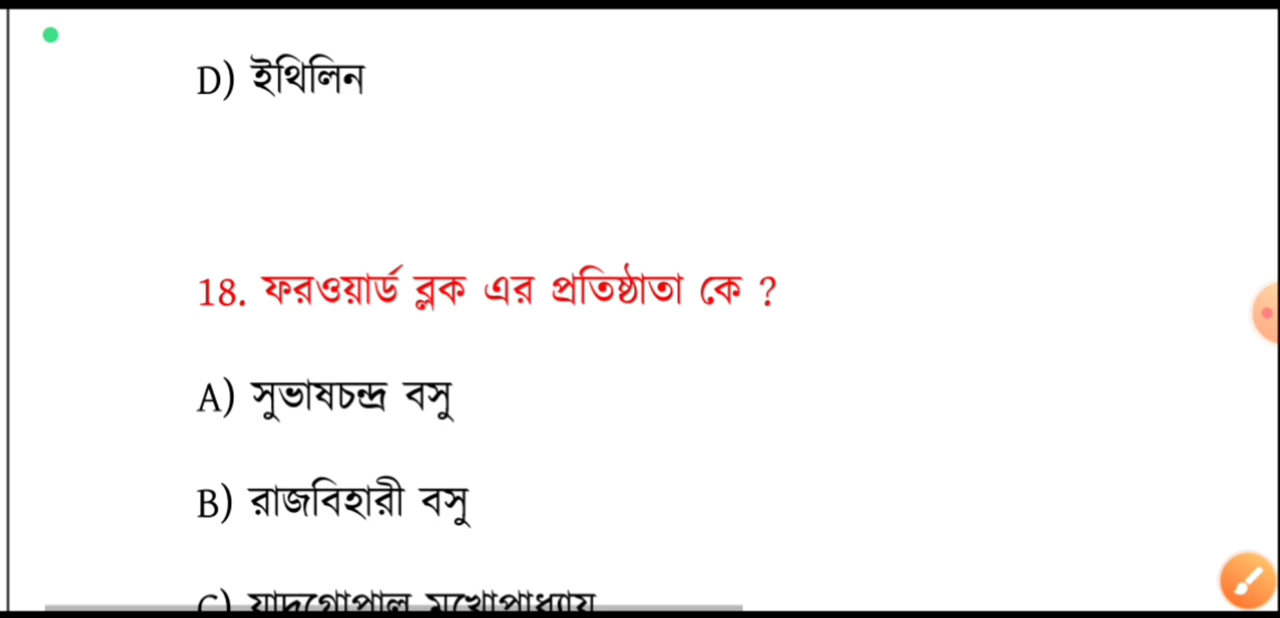 D) ইথিলিন
18. ফরওয়ার্ড ব্লক এর প্রতিষ্ঠাতা কে ?
A) সুভাষচন্দ্র বসু
B) রাজবিহারী বসু
C) যাদুগোপাল মুখোপাধ্যায়